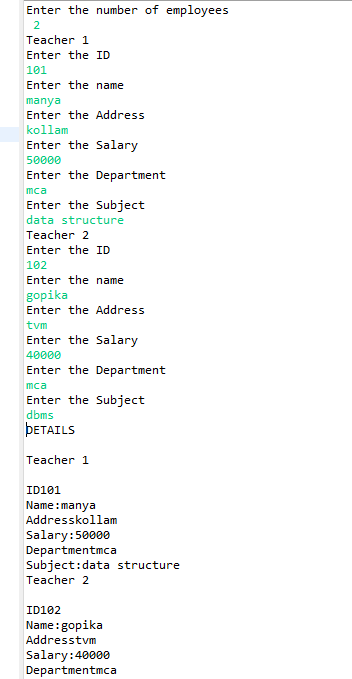 Enter the number of employees
2
Teacher 1
Enter the ID
101
Enter the name
manya
Enter the Address
kollam
Enter the Salary
50000
Enter the Department
mca
Enter the Subject
data structure
Teacher 2
Enter the ID
102
Enter the name
gopika
Enter the Address
tvm
Enter the Salary
40000
Enter the Department
mca
Enter the Subject
dbms
DETAILS
Teacher 1
ID101
Name:manya
Addresskollam
Salary:50000
Departmentmca
Subject:data structure
Teacher 2
ID102
Name:gopika
Addresstvm
Salary:40000
Departmentmca